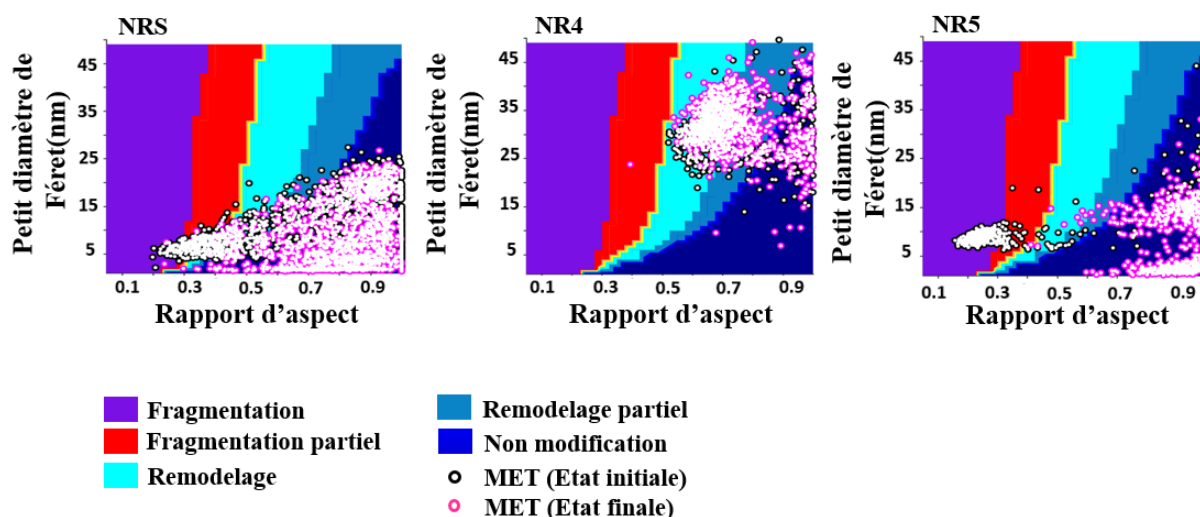 NRS
NR4
NR5
Petit diamètre de
Féret(nm)
45
35
25
15
5
0.1 0.3 0.5 0.7 0.9
Rapport d’aspect
Petit diamètre de
Féret(nm)
45
35
25
15
5
0.1 0.3 0.5 0.7 0.9
Rapport d’aspect
Petit diamètre de
Féret(nm)
45
35
25
15
5
0.1 0.3 0.5 0.7 0.9
Rapport d’aspect
Fragmentation
Fragmentation partiel
Remodelage
Remodelage partiel
Non modification
MET (Etat initiale)
MET (Etat finale)